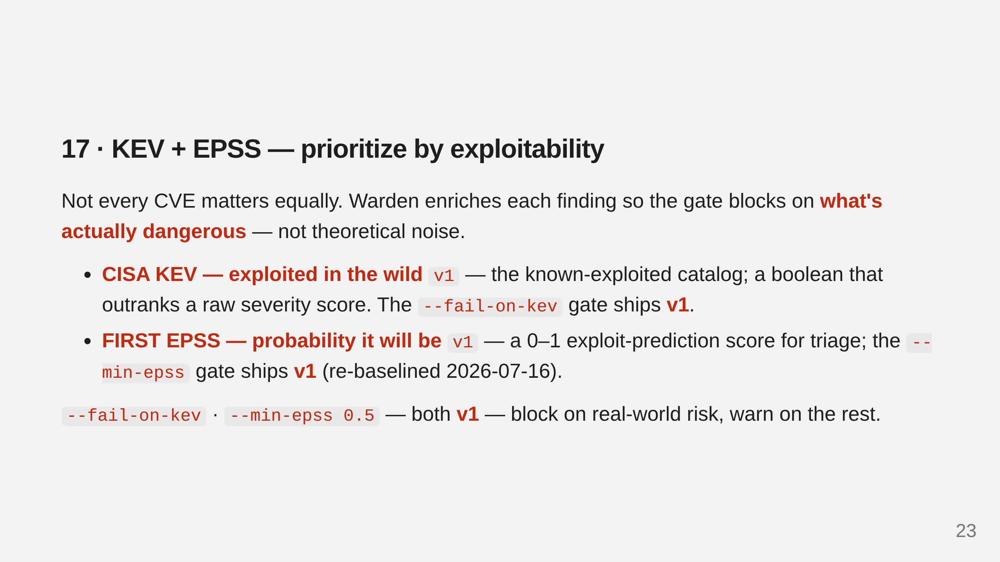 17 · KEV + EPSS — prioritize by exploitability
Not every CVE matters equally. Warden enriches each finding so the gate blocks on what's
actually dangerous — not theoretical noise.
• CISA KEV — exploited in the wild v1 — the known-exploited catalog; a boolean that
outranks a raw severity score. The --fail-on-kev gate ships v1.
• FIRST EPSS — probability it will be v1 — a 0–1 exploit-prediction score for triage; the --
min-epss gate ships v1 (re-baselined 2026-07-16).
--fail-on-kev · --min-epss 0.5 — both v1 — block on real-world risk, warn on the rest.
23